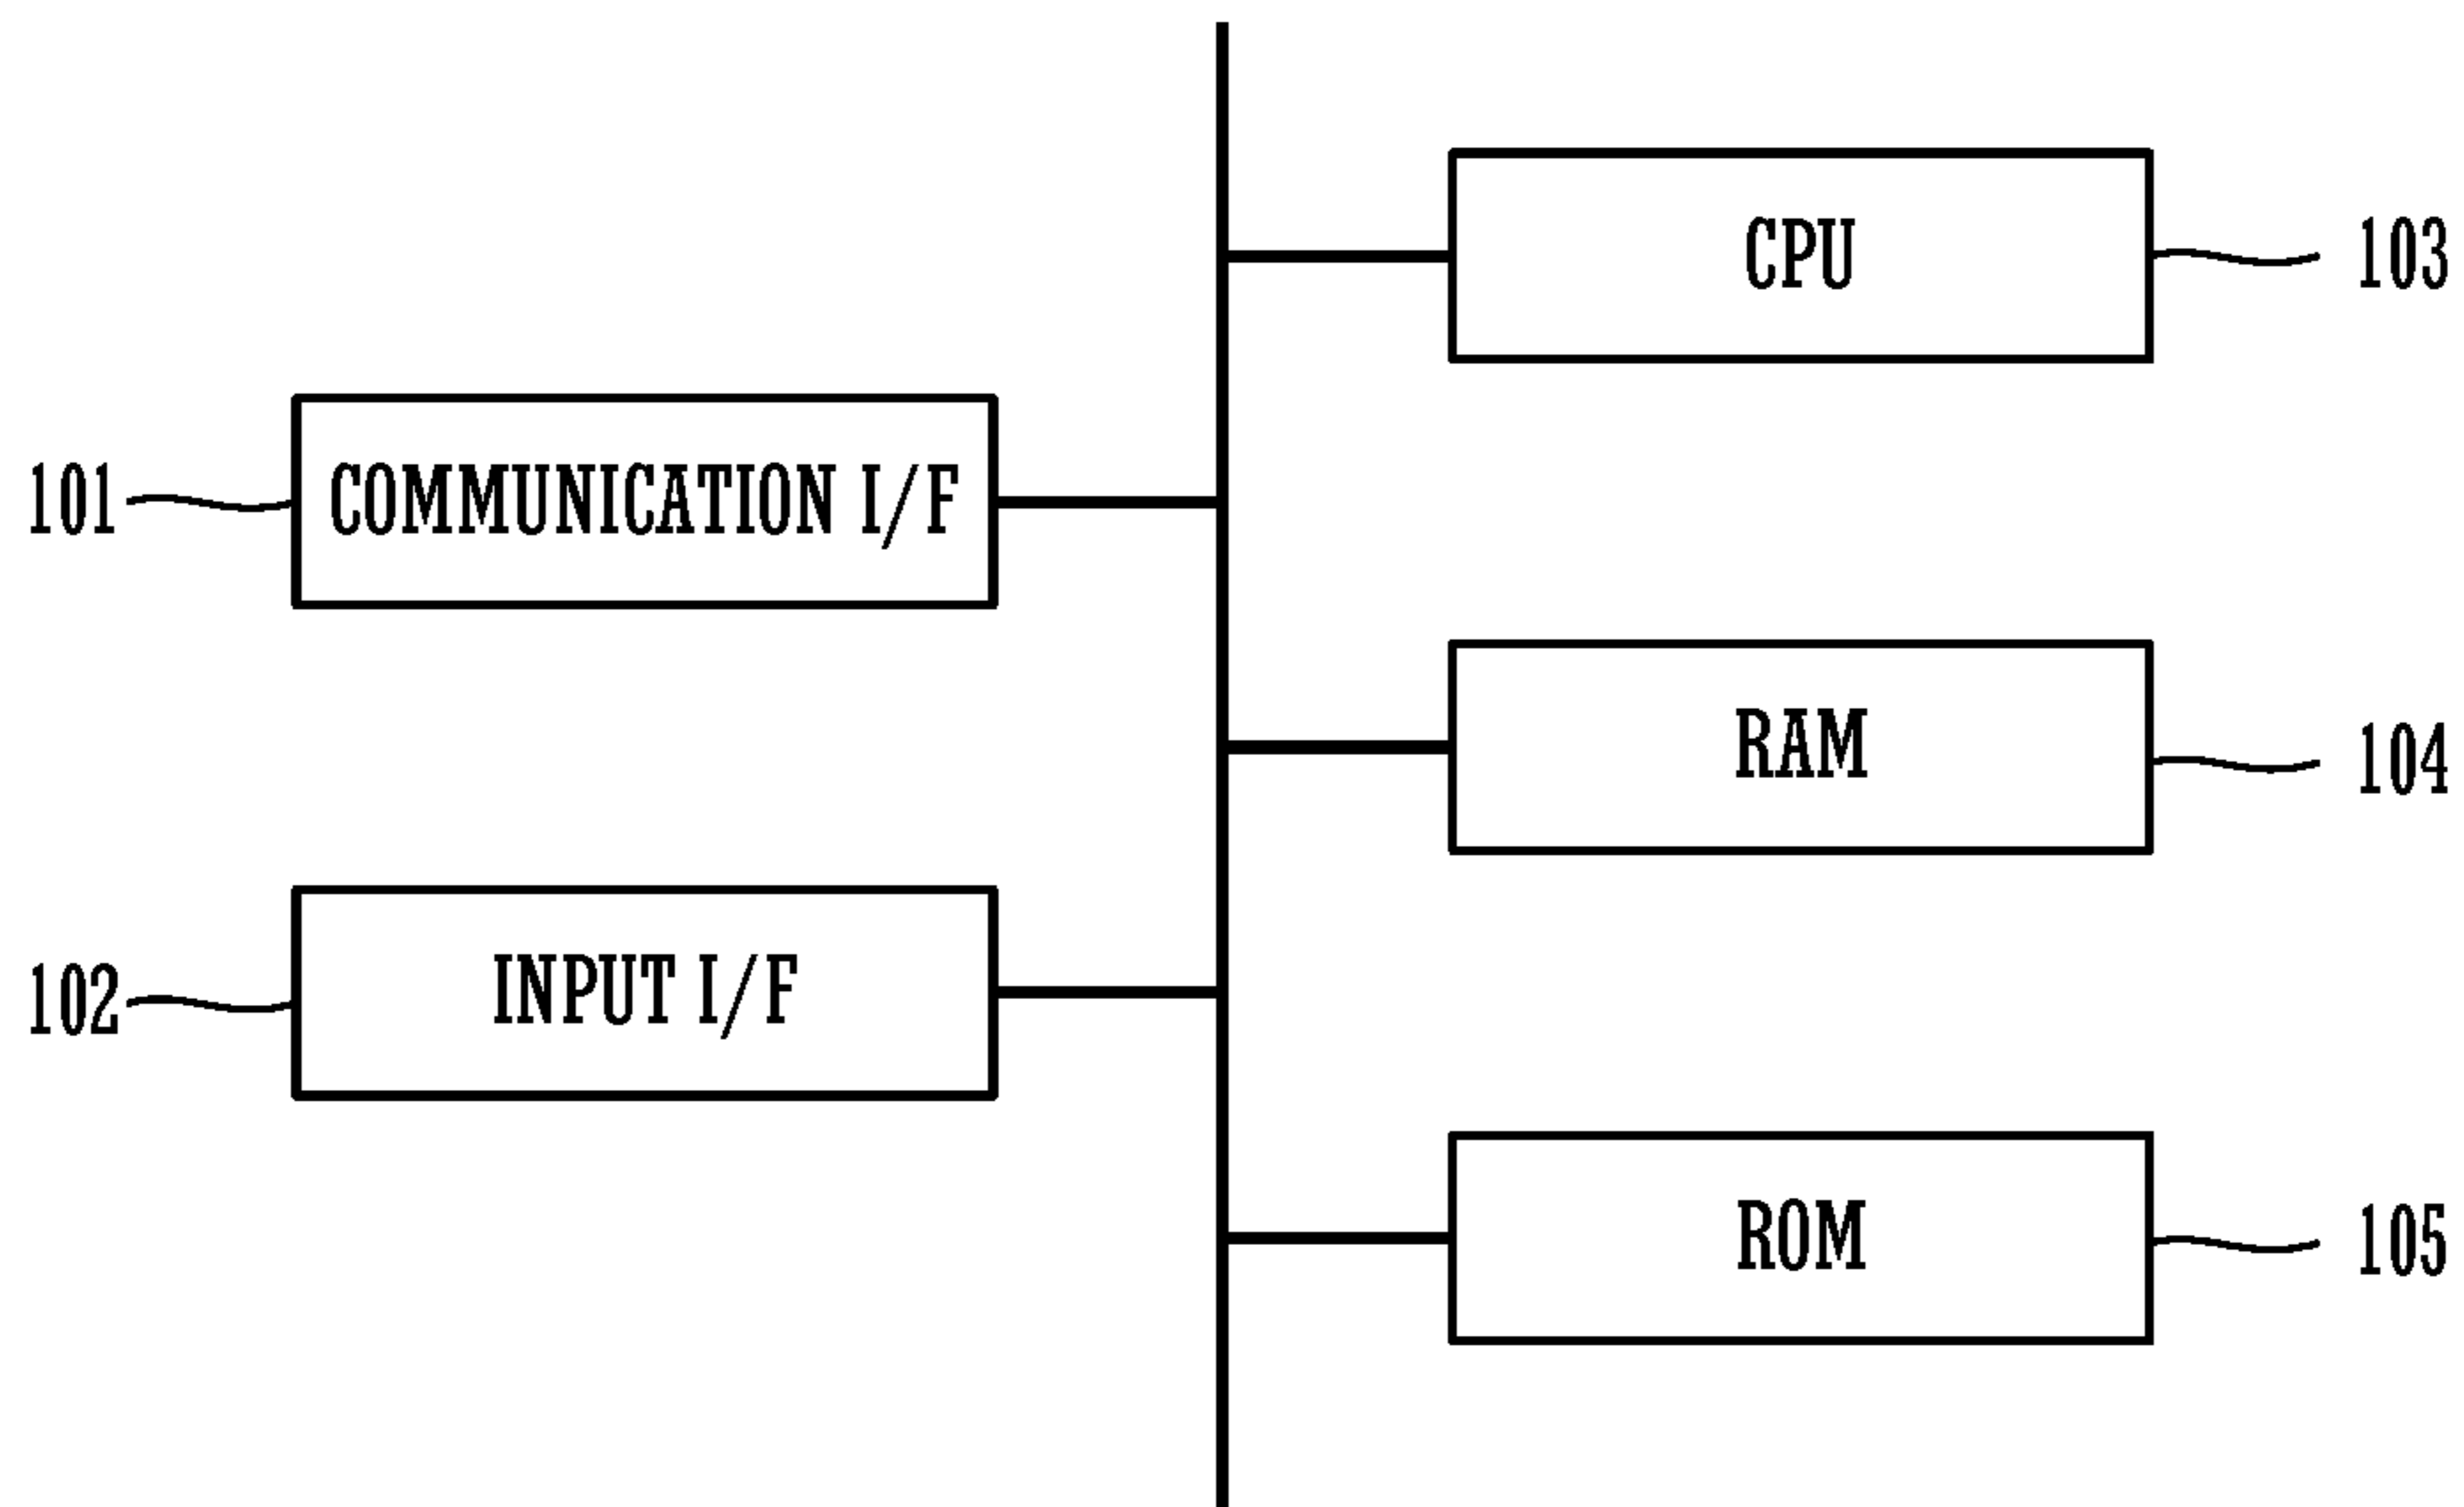 CPU 103
101 COMMUNICATION I/F
RAM 104
102 INPUT I/F
ROM 105